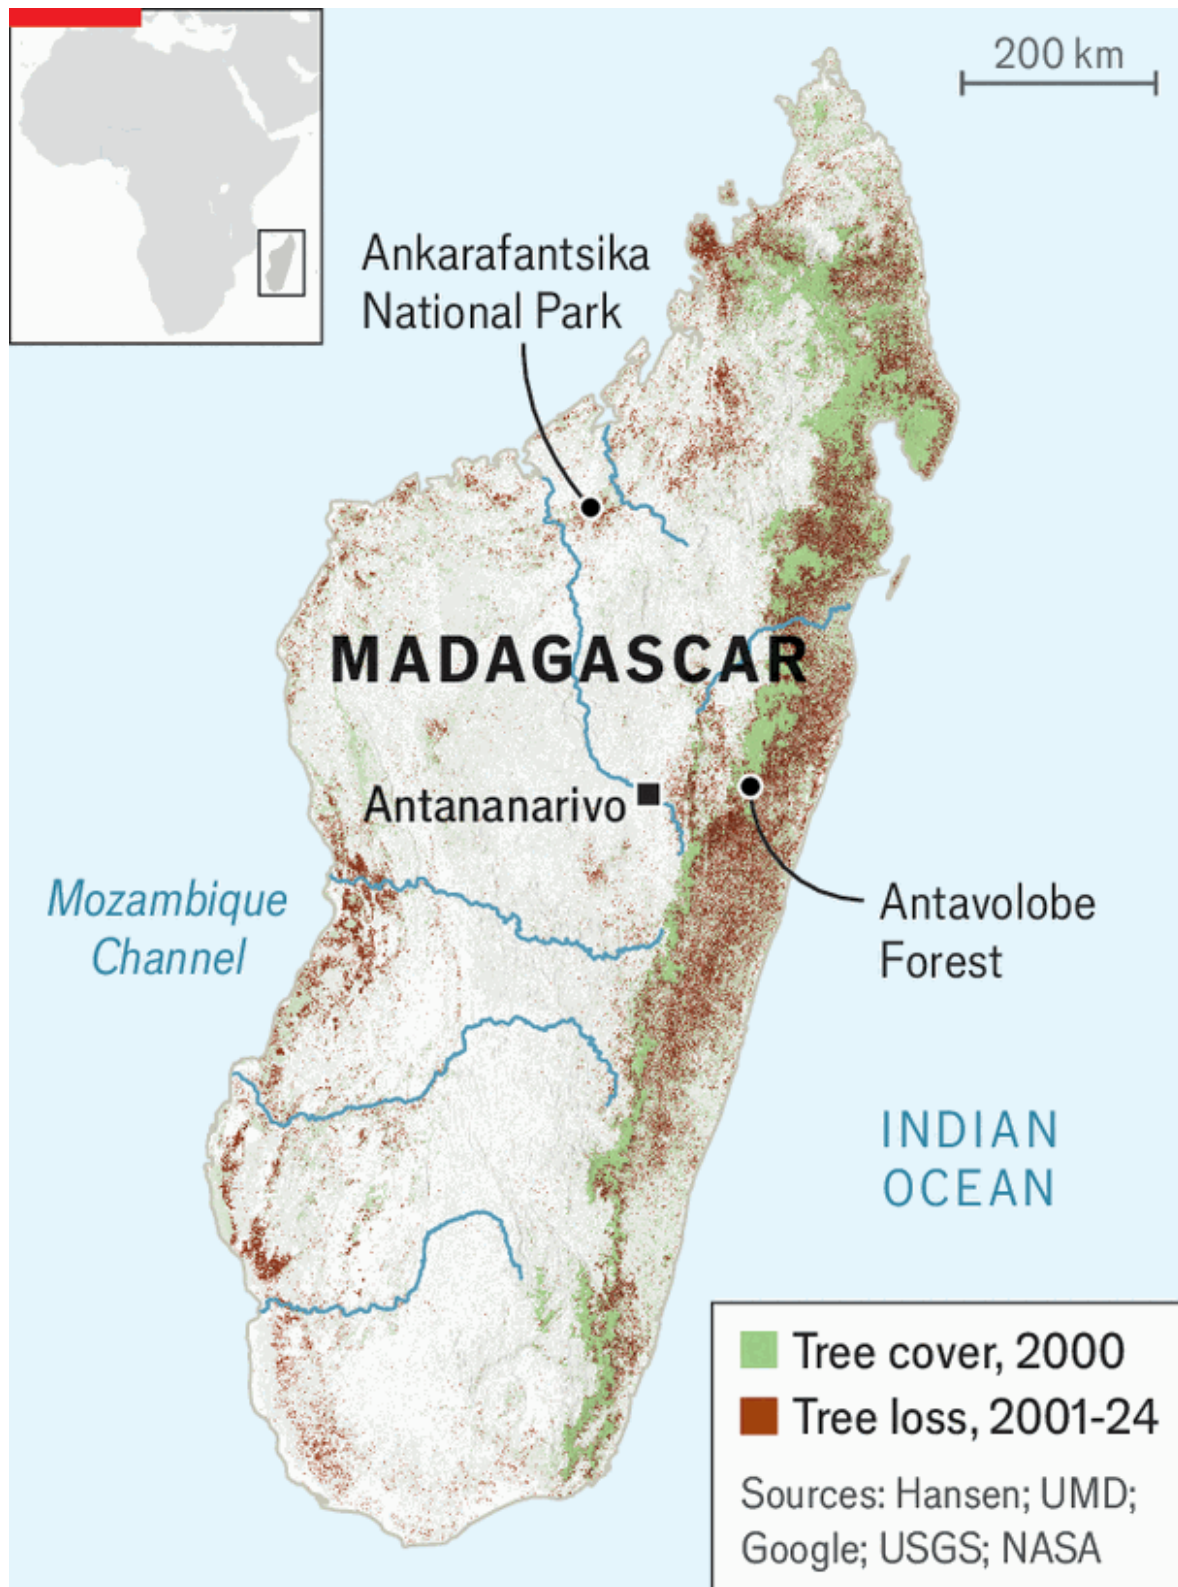 200 km
Ankarafantsika
National Park
MADAGASCAR
Antananarivo
Mozambique
Channel
Antavolobe
Forest
INDIAN
OCEAN
Tree cover, 2000
Tree loss, 2001-24
Sources: Hansen; UMD;
Google; USGS; NASA